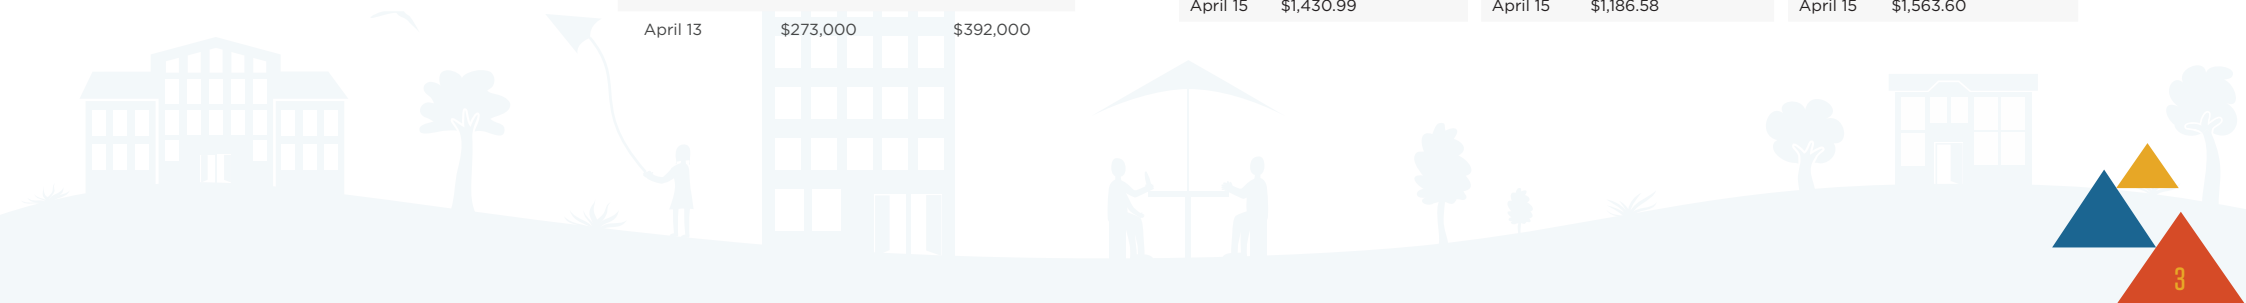 April 15 $1,430.99 April 15 $1,186.58 April 15 $1,563.60
April 13 $273,000 $392,000
3